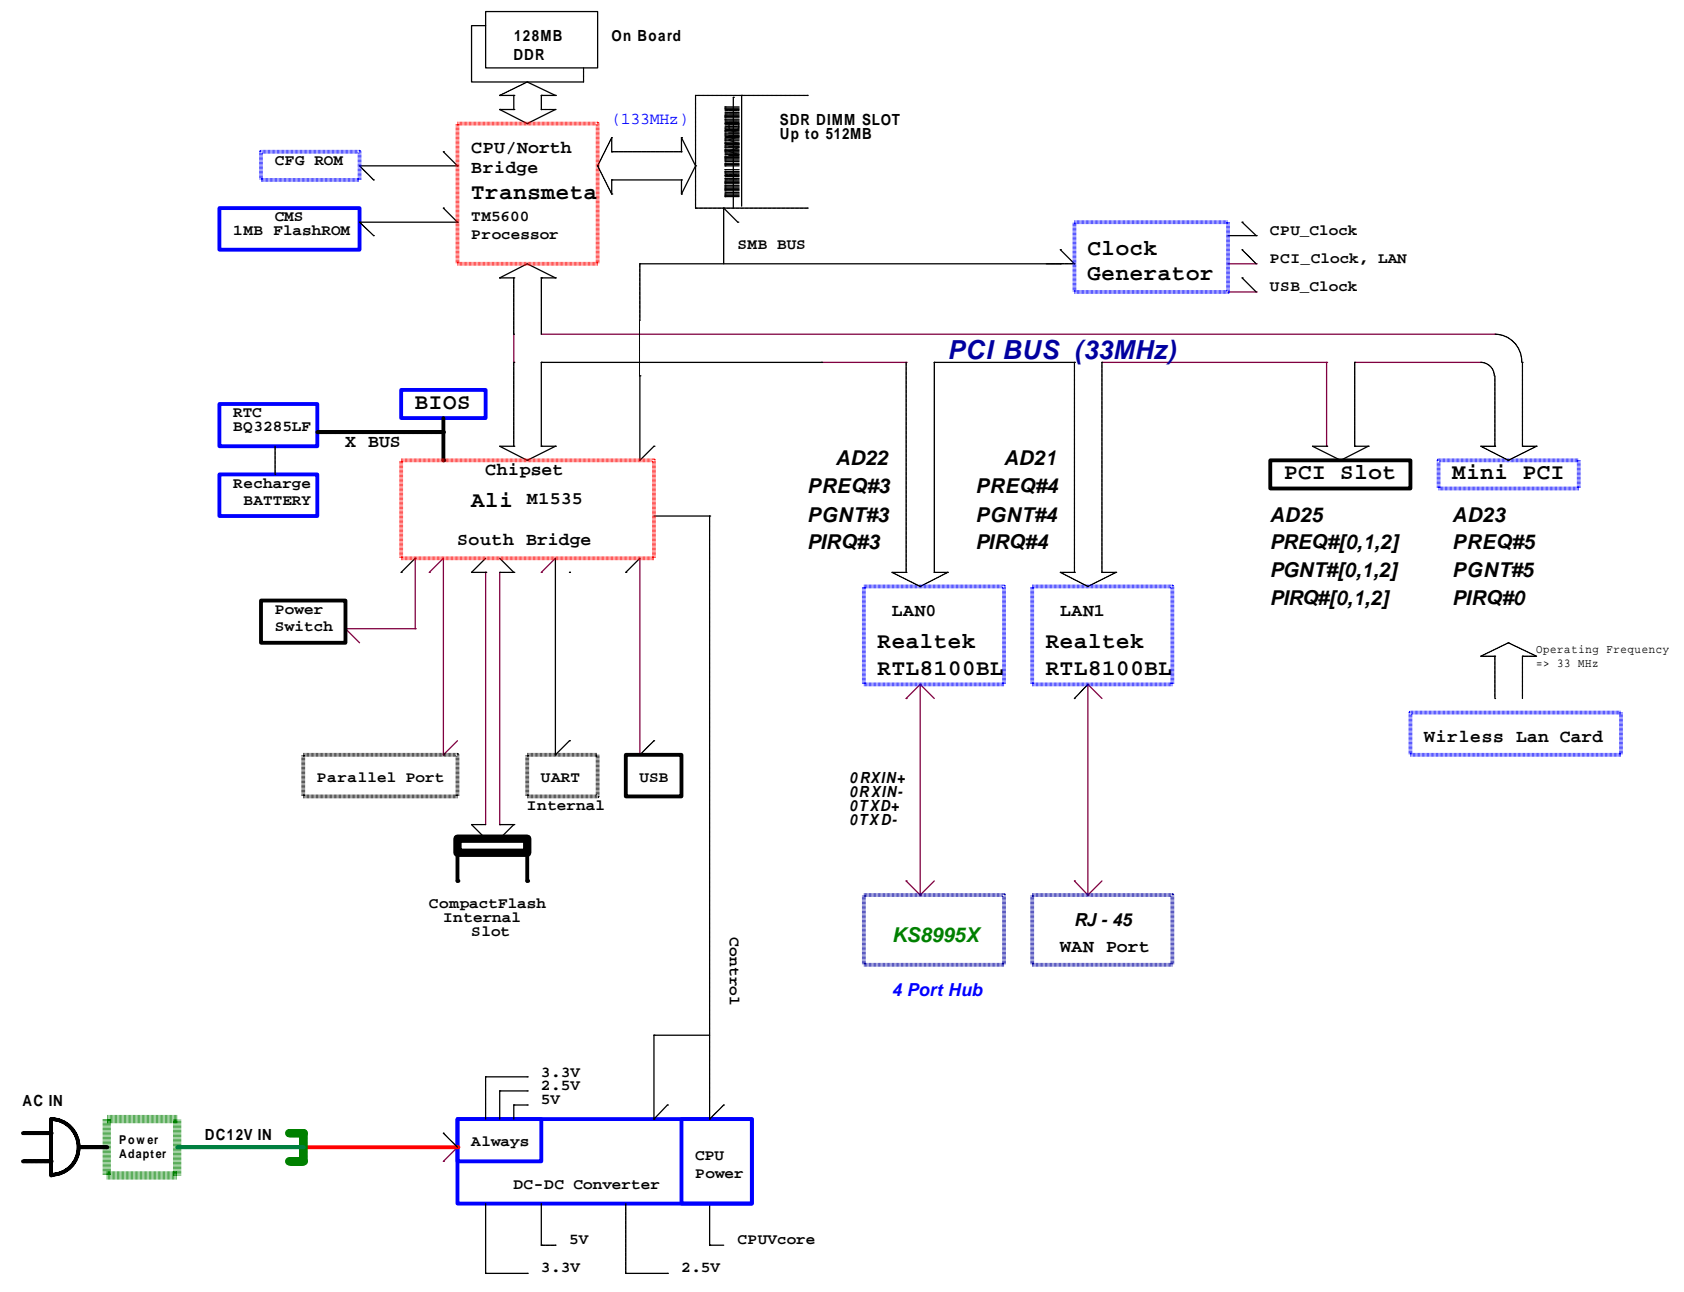 128MB
DDR
On Board
(133MHz)
SDR DIMM SLOT
Up to 512MB
CPU/North
Bridge
Transmeta
TM5600
Processor
CFG ROM
CMS
1MB FlashROM
SMB BUS
Clock
Generator
CPU_Clock
PCI_Clock, LAN
USB_Clock
PCI BUS (33MHz)
BIOS
RTC
BQ3285LF
X BUS
Recharge
BATTERY
Chipset
Ali M1535
South Bridge
AD22
PREQ#3
PGNT#3
PIRQ#3
AD21
PREQ#4
PGNT#4
PIRQ#4
PCI Slot
AD25
PREQ#[0,1,2]
PGNT#[0,1,2]
PIRQ#[0,1,2]
Mini PCI
AD23
PREQ#5
PGNT#5
PIRQ#0
Power
Switch
LAN0
Realtek
RTL8100BL
LAN1
Realtek
RTL8100BL
Operating Frequency
=> 33 MHz
Wirless Lan Card
Parallel Port
UART
Internal
USB
0RXIN+
0RXIN-
0TXD+
0TXD-
CompactFlash
Internal
Slot
KS8995X
4 Port Hub
RJ - 45
WAN Port
Control
3.3V
2.5V
5V
AC IN
Power
Adapter
DC12V IN
Always
DC-DC Converter
CPU
Power
5V
3.3V
2.5V
CPUVcore